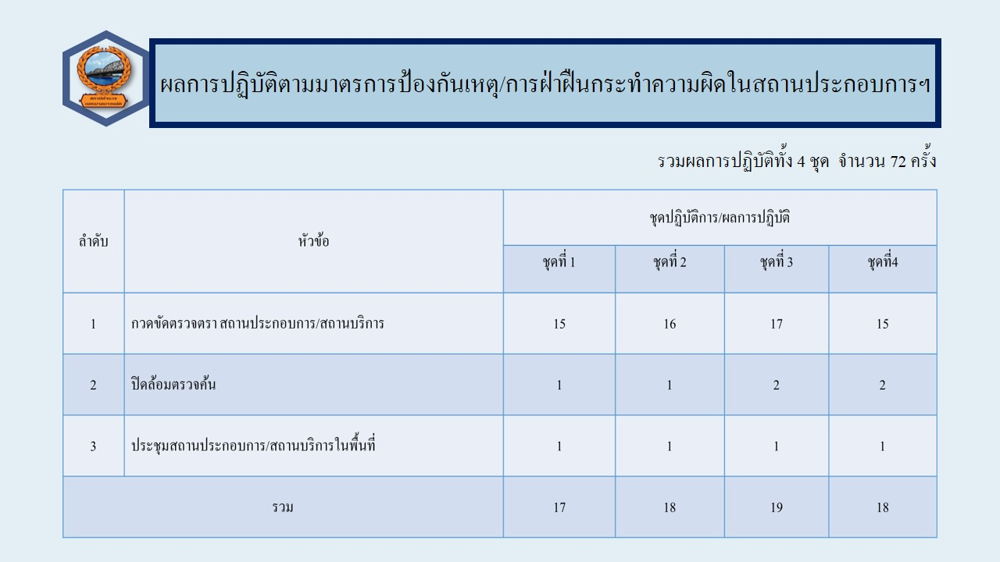 ผลการปฏิบัติตามมาตรการป้องกันเหตุ/การฝ่าฝืนกระทำความผิดในสถานประกอบการฯ
รวมผลการปฏิบัติทั้ง 4 ชุด จำนวน 72 ครั้ง
ลำดับ หัวข้อ ชุดปฏิบัติการ/ผลการปฏิบัติ
ชุดที่ 1 ชุดที่ 2 ชุดที่ 3 ชุดที่4
1 กวดขัดตรวจตรา สถานประกอบการ/สถานบริการ 15 16 17 15
2 ปิดล้อมตรวจค้น 1 1 2 2
3 ประชุมสถานประกอบการ/สถานบริการในพื้นที่ 1 1 1 1
รวม 17 18 19 18